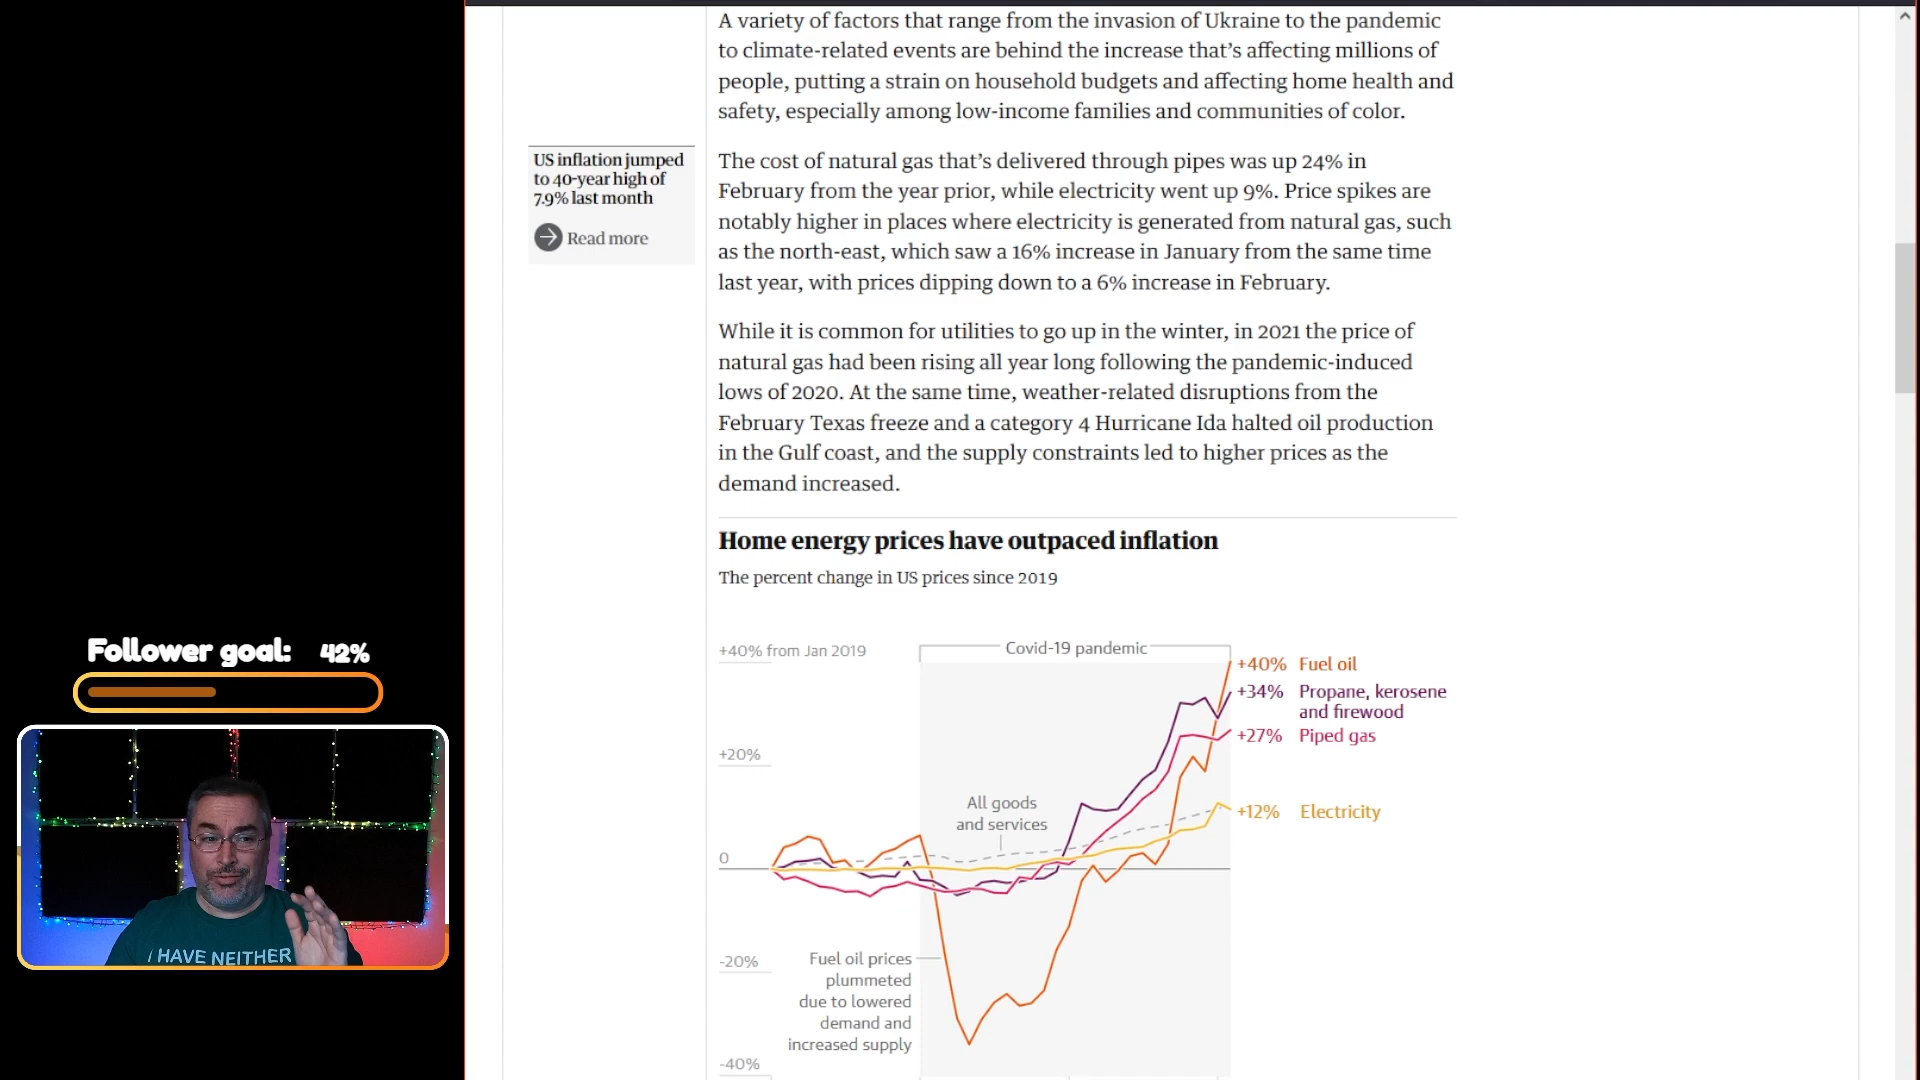 A variety of factors that range from the invasion of Ukraine to the pandemic
to climate-related events are behind the increase that’s affecting millions of
people, putting a strain on household budgets and affecting home health and
safety, especially among low-income families and communities of color.
US inflation jumped
to 40-year high of
7.9% last month
Read more
The cost of natural gas that’s delivered through pipes was up 24% in
February from the year prior, while electricity went up 9%. Price spikes are
notably higher in places where electricity is generated from natural gas, such
as the north-east, which saw a 16% increase in January from the same time
last year, with prices dipping down to a 6% increase in February.
While it is common for utilities to go up in the winter, in 2021 the price of
natural gas had been rising all year long following the pandemic-induced
lows of 2020. At the same time, weather-related disruptions from the
February Texas freeze and a category 4 Hurricane Ida halted oil production
in the Gulf coast, and the supply constraints led to higher prices as the
demand increased.
Home energy prices have outpaced inflation
The percent change in US prices since 2019
+40% from Jan 2019
Covid-19 pandemic
+40% Fuel oil
+34% Propane, kerosene
and firewood
+27% Piped gas
+20%
All goods
and services
+12% Electricity
0
-20%
Fuel oil prices
plummeted
due to lowered
demand and
increased supply
-40%
Follower goal: 42%
I HAVE NEITHER